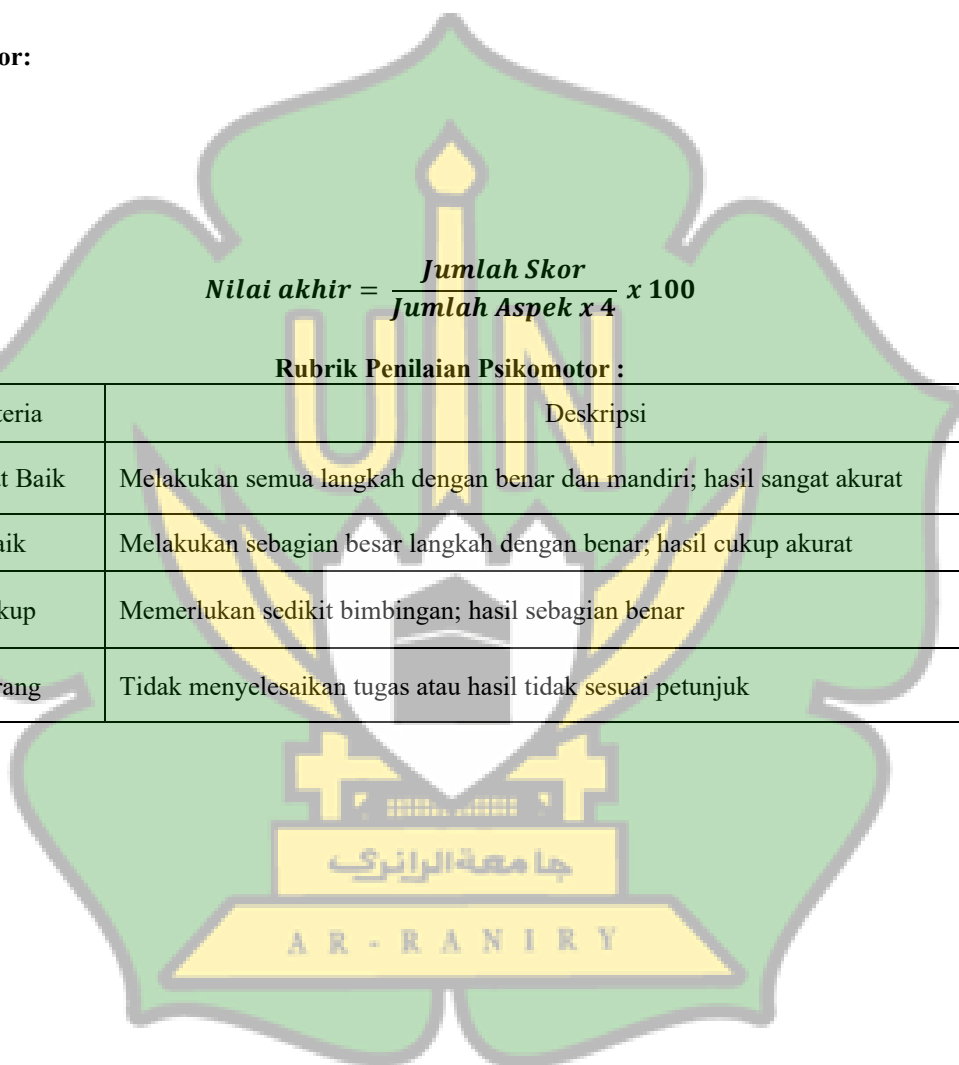 or:
Nilai akhir = Jumlah Skor / Jumlah Aspek x 4 x 100
Rubrik Penilaian Psikomotor :
teria Deskripsi
t Baik Melakukan semua langkah dengan benar dan mandiri; hasil sangat akurat
aik Melakukan sebagian besar langkah dengan benar; hasil cukup akurat
kup Memerlukan sedikit bimbingan; hasil sebagian benar
rang Tidak menyelesaikan tugas atau hasil tidak sesuai petunjuk
UIN
جامعة الرانري
AR-RANIRY